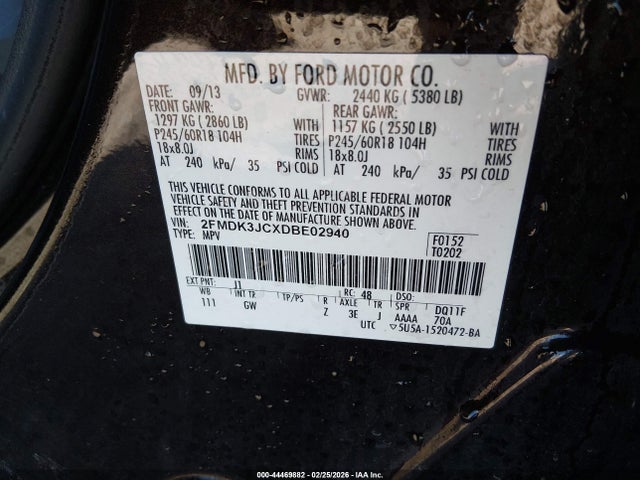 MFD. BY FORD MOTOR CO.
DATE: 09/13 GVWR: 2440 KG ( 5380 LB)
FRONT GAWR: REAR GAWR:
1297 KG ( 2860 LB) 1157 KG ( 2550 LB)
P245/60R18 104H TIRES P245/60R18 104H TIRES
18x8.0J RIMS 18x8.0J RIMS
AT 240 kPa/ 35 PSI COLD AT 240 kPa/ 35 PSI COLD
THIS VEHICLE CONFORMS TO ALL APPLICABLE FEDERAL MOTOR
VEHICLE SAFETY AND THEFT PREVENTION STANDARDS IN
EFFECT ON THE DATE OF MANUFACTURE SHOWN ABOVE.
VIN: 2FMDK3JCXDBE02940 F0152
TYPE: MPV T0202
EXT PNT: J1 RC: 48 DSO:
WB INT TR TP/PS R AXLE TR SPR DQ11F
111 GW Z 3E J AAAA 70A
UTC 5U5A-1520472-BA
000-44469882 - 02/25/2026 - IAA Inc.